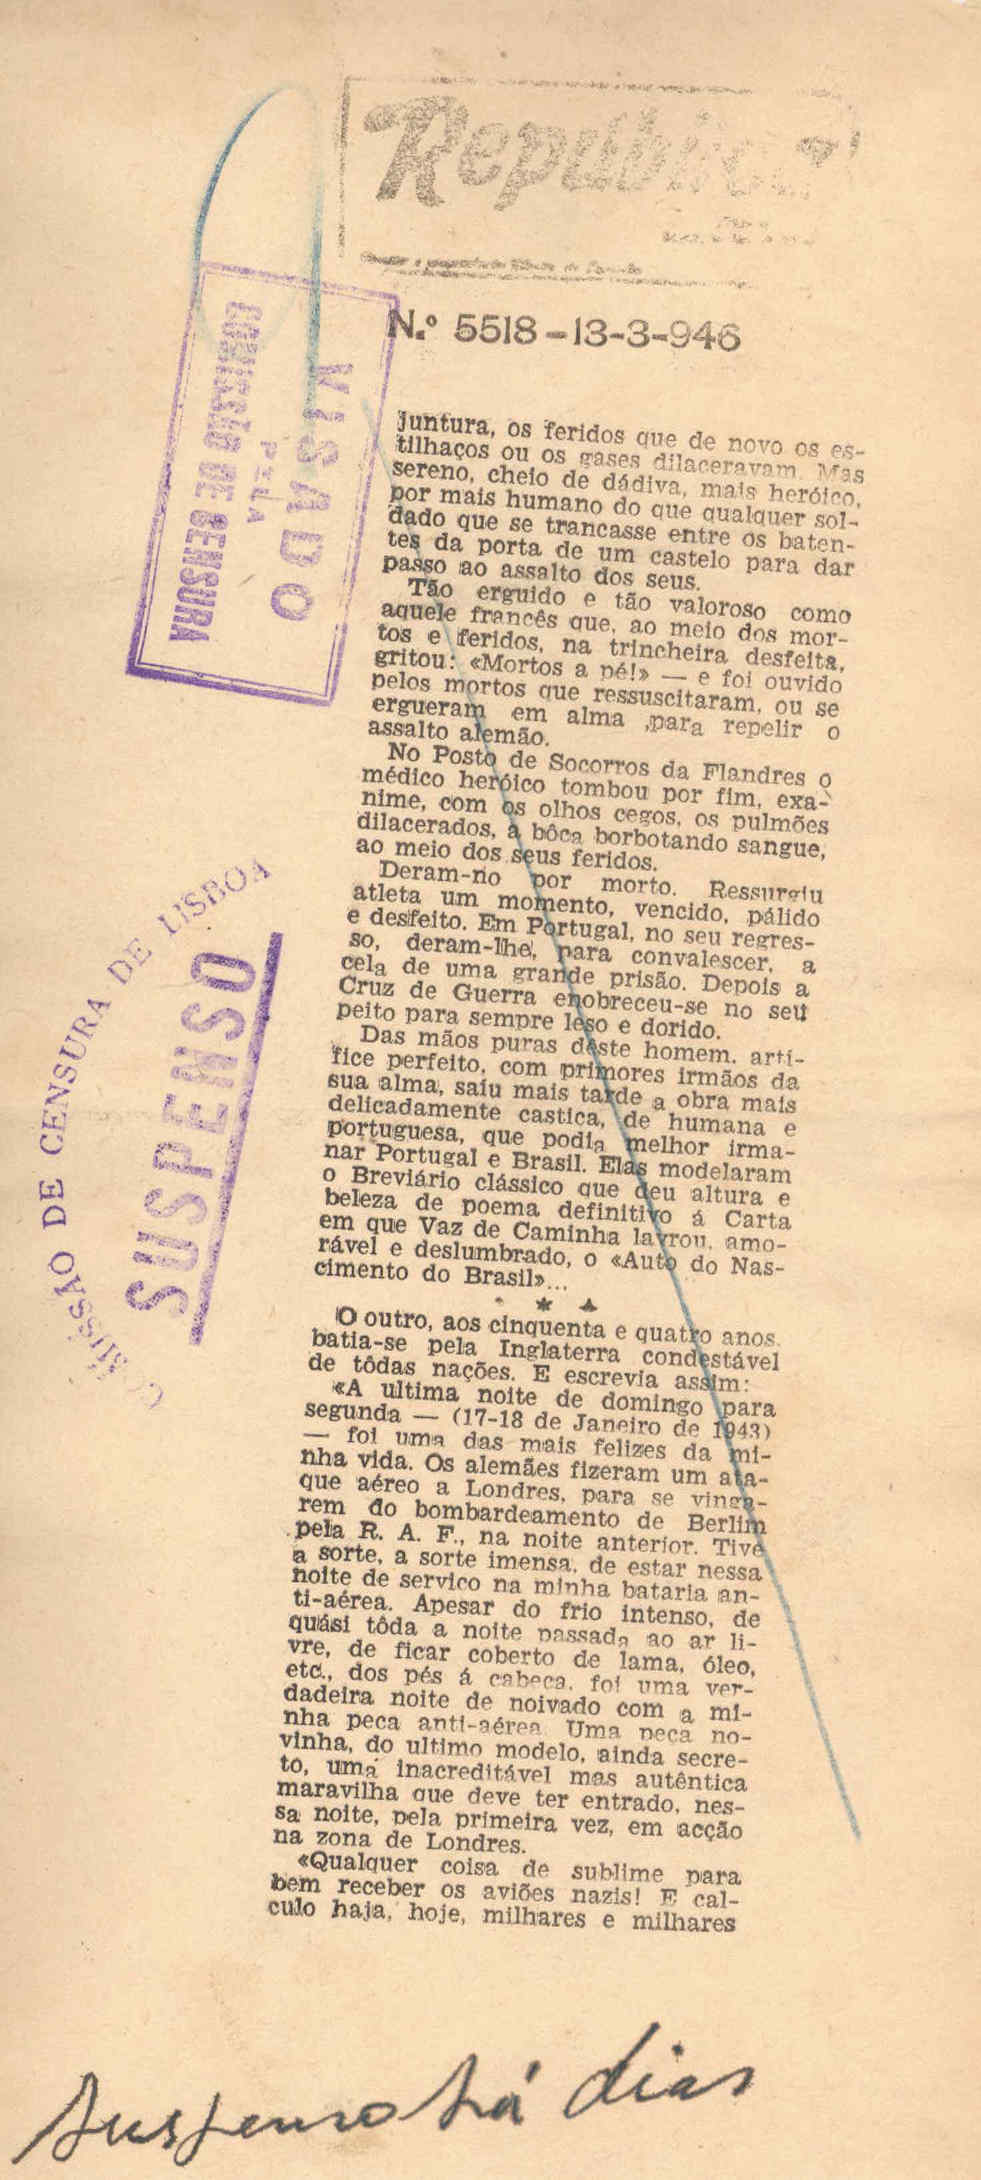 República
N.º 5518-13-3-946
VISADO
PELA
COMISSÃO DE CENSURA
juntura, os feridos que de novo os es-
tilhaços ou os gases dilaceravam. Mas
sereno, cheio de dádiva, mais heróico,
por mais humano do que qualquer sol-
dado que se trancasse entre os baten-
tes da porta de um castelo para dar
passo ao assalto dos seus.
Tão erguido e tão valoroso como
aquele francês que, ao meio dos mor-
tos e feridos, na trincheira desfeita,
gritou: «Mortos a pé!» — e foi ouvido
pelos mortos que ressuscitaram, ou se
ergueram em alma ,para repelir o
assalto alemão.
No Posto de Socorros da Flandres o
médico heróico tombou por fim, exa-
nime, com os olhos cegos, os pulmões
dilacerados, a bôca borbotando sangue,
ao meio dos seus feridos.
Deram-no por morto. Ressurgiu
atleta um momento, vencido, pálido
e desfeito. Em Portugal, no seu regres-
so, deram-lhe, para convalescer, a
cela de uma grande prisão. Depois a
Cruz de Guerra enobreceu-se no seu
peito para sempre leso e dorido.
Das mãos puras dêste homem, artí-
fice perfeito, com primores irmãos da
sua alma, saíu mais tarde a obra mais
delicadamente castiça, de humana e
portuguesa, que podia melhor irma-
nar Portugal e Brasil. Elas modelaram
o Breviário clássico que deu altura e
beleza de poema definitivo á Carta
em que Vaz de Caminha lavrou, amo-
rável e deslumbrado, o «Auto do Nas-
cimento do Brasil»...
* * *
O outro, aos cinquenta e quatro anos,
batia-se pela Inglaterra condestável
de tôdas nações. E escrevia assim:
«A ultima noite de domingo para
segunda — (17-18 de Janeiro de 1943)
— foi uma das mais felizes da mi-
nha vida. Os alemães fizeram um ata-
que aéreo a Londres, para se vinga-
rem do bombardeamento de Berlim
pela R. A. F., na noite anterior. Tive
a sorte, a sorte imensa, de estar nessa
noite de serviço na minha bataria an-
ti-aérea. Apesar do frio intenso, de
quási tôda a noite passada ao ar li-
vre, de ficar coberto de lama, óleo,
etc., dos pés á cabeça, foi uma ver-
dadeira noite de noivado com a mi-
nha peça anti-aérea. Uma peça no-
vinha, do ultimo modelo, ainda secre-
to, uma inacreditável mas autêntica
maravilha que deve ter entrado, nes-
sa noite, pela primeira vez, em acção
na zona de Londres.
«Qualquer coisa de sublime para
bem receber os aviões nazis! E cal-
culo haja, hoje, milhares e milhares
COMISSÃO DE CENSURA DE LISBOA
SUSPENSO
Suspenso há dias